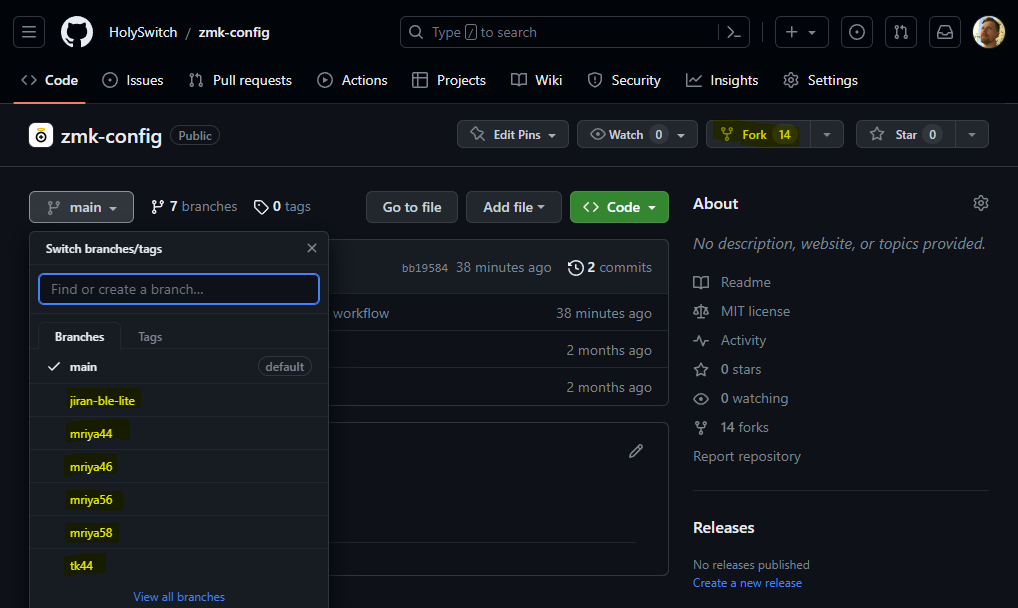 HolySwitch / zmk-config
Type / to search
Code Issues Pull requests Actions Projects Wiki Security Insights Settings
zmk-config Public
Edit Pins Watch 0 Fork 14 Star 0
main 7 branches 0 tags Go to file Add file Code
Switch branches/tags
Find or create a branch...
Branches Tags
main default
jiran-ble-lite
mriya44
mriya46
mriya56
mriya58
tk44
View all branches
bb19584 38 minutes ago 2 commits
workflow 38 minutes ago
2 months ago
2 months ago
About
No description, website, or topics provided.
Readme
MIT license
Activity
0 stars
0 watching
14 forks
Report repository
Releases
No releases published
Create a new release